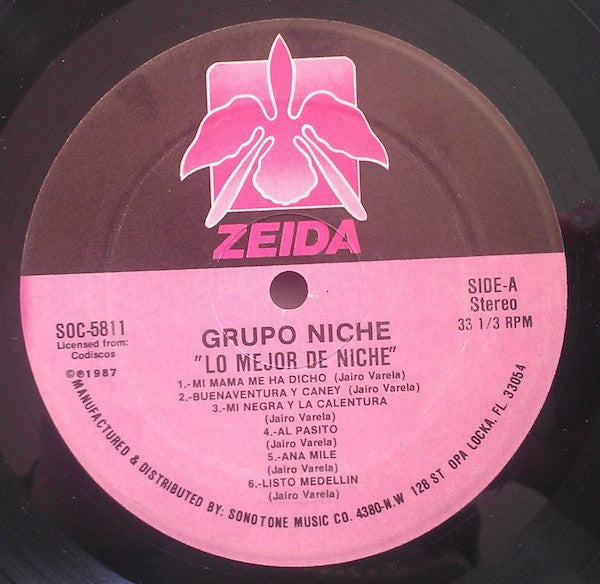 ZEIDA
SOC-5811
Licensed from:
Codiscos
©℗1987
SIDE-A
Stereo
33 1/3 RPM
GRUPO NICHE
"LO MEJOR DE NICHE"
1.-MI MAMA ME HA DICHO (Jairo Varela)
2.-BUENAVENTURA Y CANEY (Jairo Varela)
3.-MI NEGRA Y LA CALENTURA
(Jairo Varela)
4.-AL PASITO
(Jairo Varela)
5.-ANA MILE
(Jairo Varela)
6.-LISTO MEDELLIN
(Jairo Varela)
MANUFACTURED & DISTRIBUTED BY: SONOTONE MUSIC CO. 4380-N.W 128 ST OPA LOCKA. FL. 33054